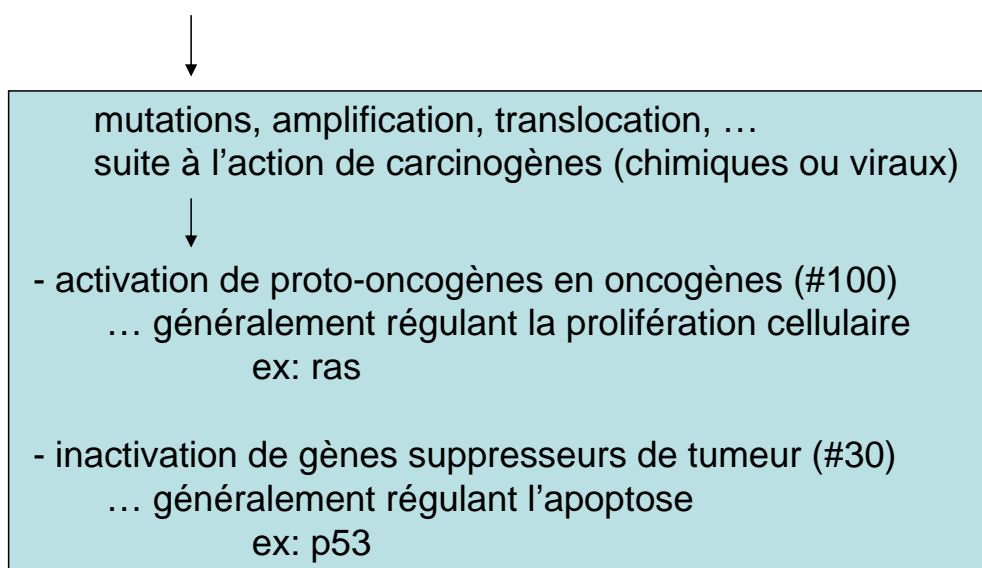 mutations, amplification, translocation, …
suite à l’action de carcinogènes (chimiques ou viraux)
- activation de proto-oncogènes en oncogènes (#100)
… généralement régulant la prolifération cellulaire
ex: ras
- inactivation de gènes suppresseurs de tumeur (#30)
… généralement régulant l’apoptose
ex: p53